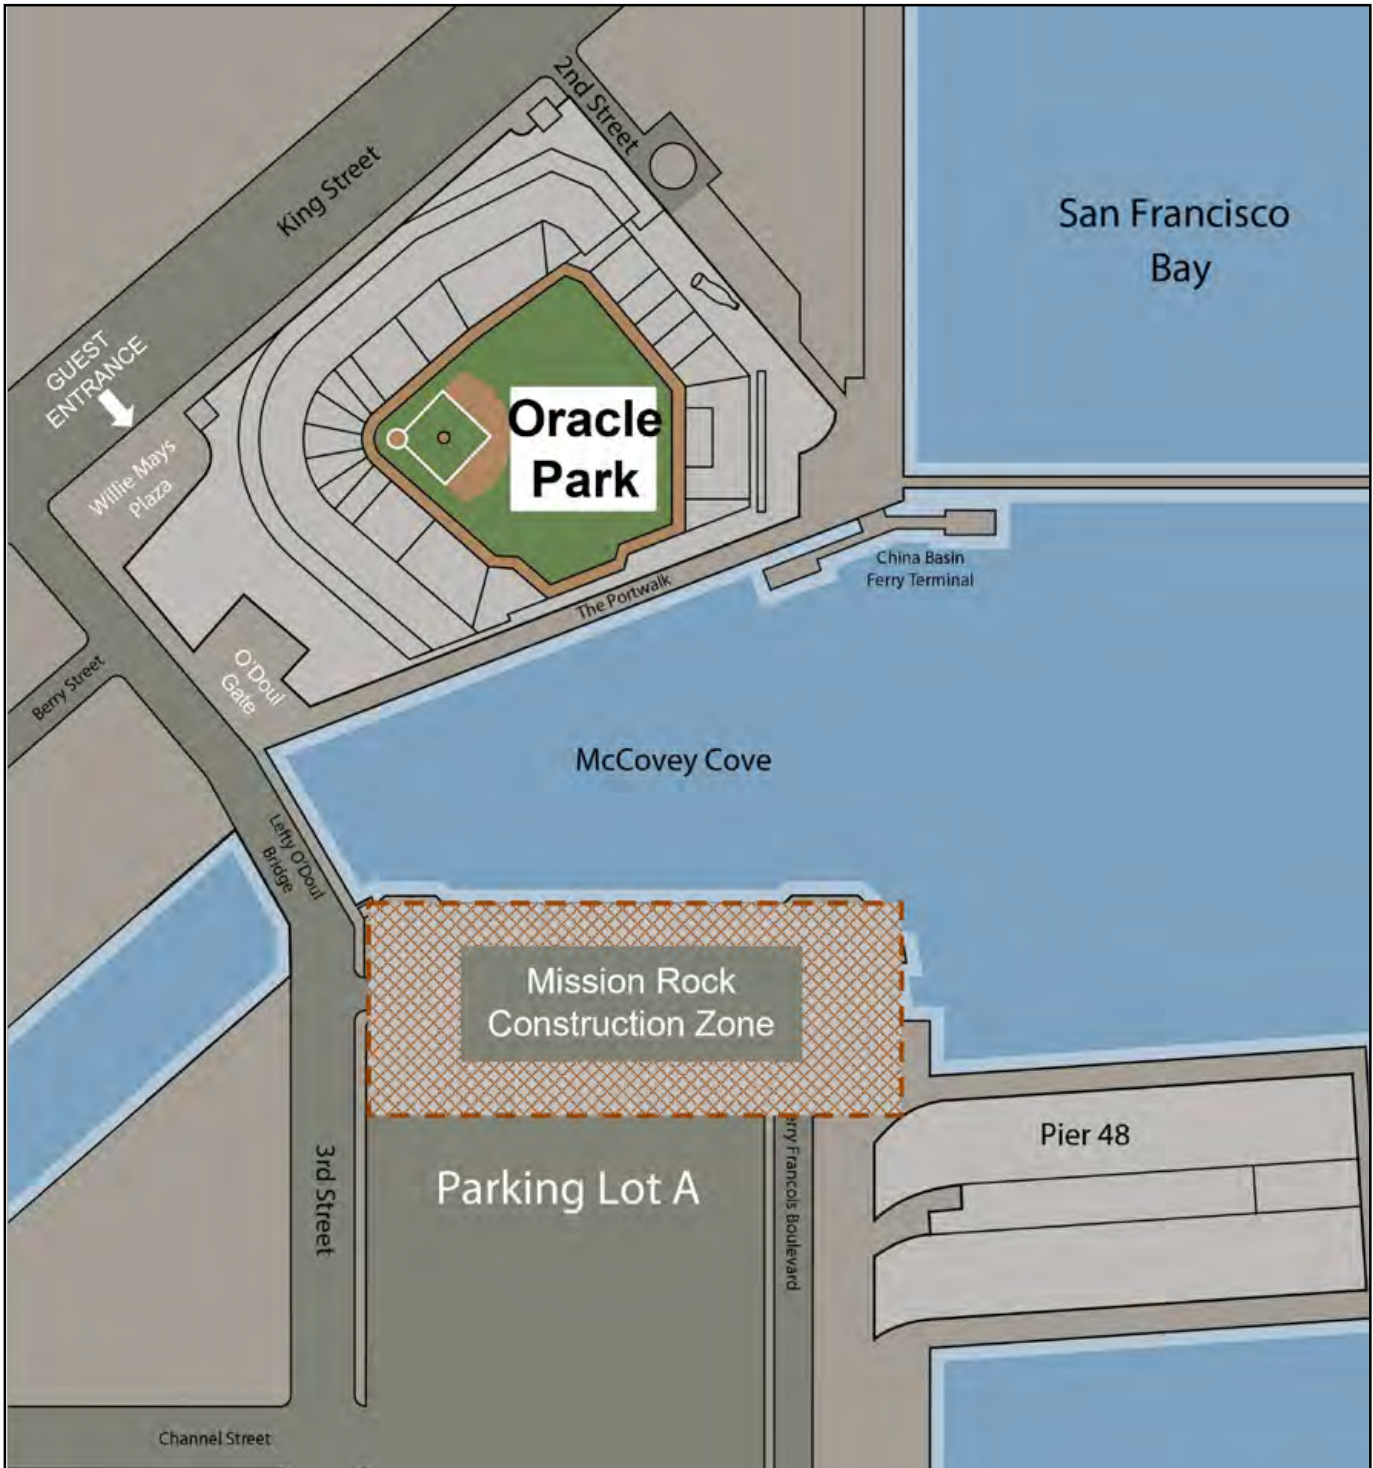 2nd Street
King Street
San Francisco
Bay
GUEST
ENTRANCE
Willie Mays
Plaza
Oracle
Park
China Basin
Ferry Terminal
The Portwalk
Berry Street
O'Doul
Gate
McCovey Cove
Lefty O'Doul
Bridge
Mission Rock
Construction Zone
Pier 48
3rd Street
Parking Lot A
erry Francois Boulevard
Channel Street